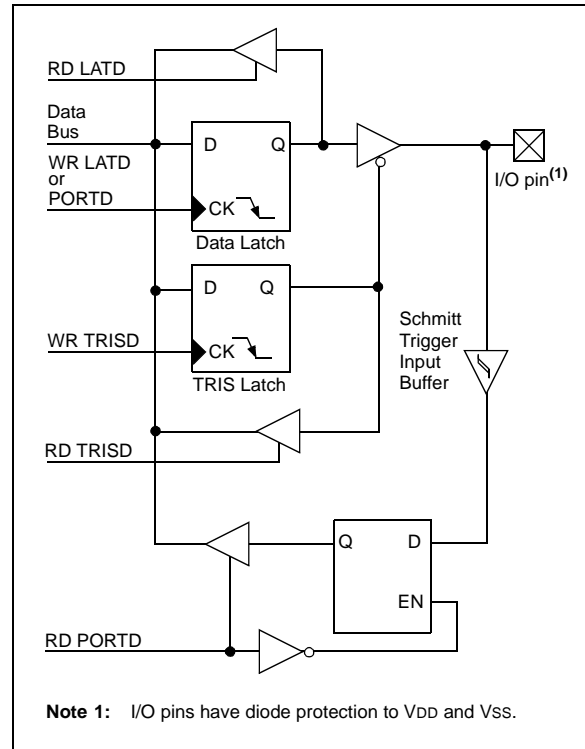 RD LATD
Data
Bus
D Q
WR LATD
or
PORTD
CK
Data Latch
I/O pin(1)
D Q
WR TRISD
CK
TRIS Latch
Schmitt
Trigger
Input
Buffer
RD TRISD
Q D
EN
RD PORTD
Note 1: I/O pins have diode protection to VDD and VSS.